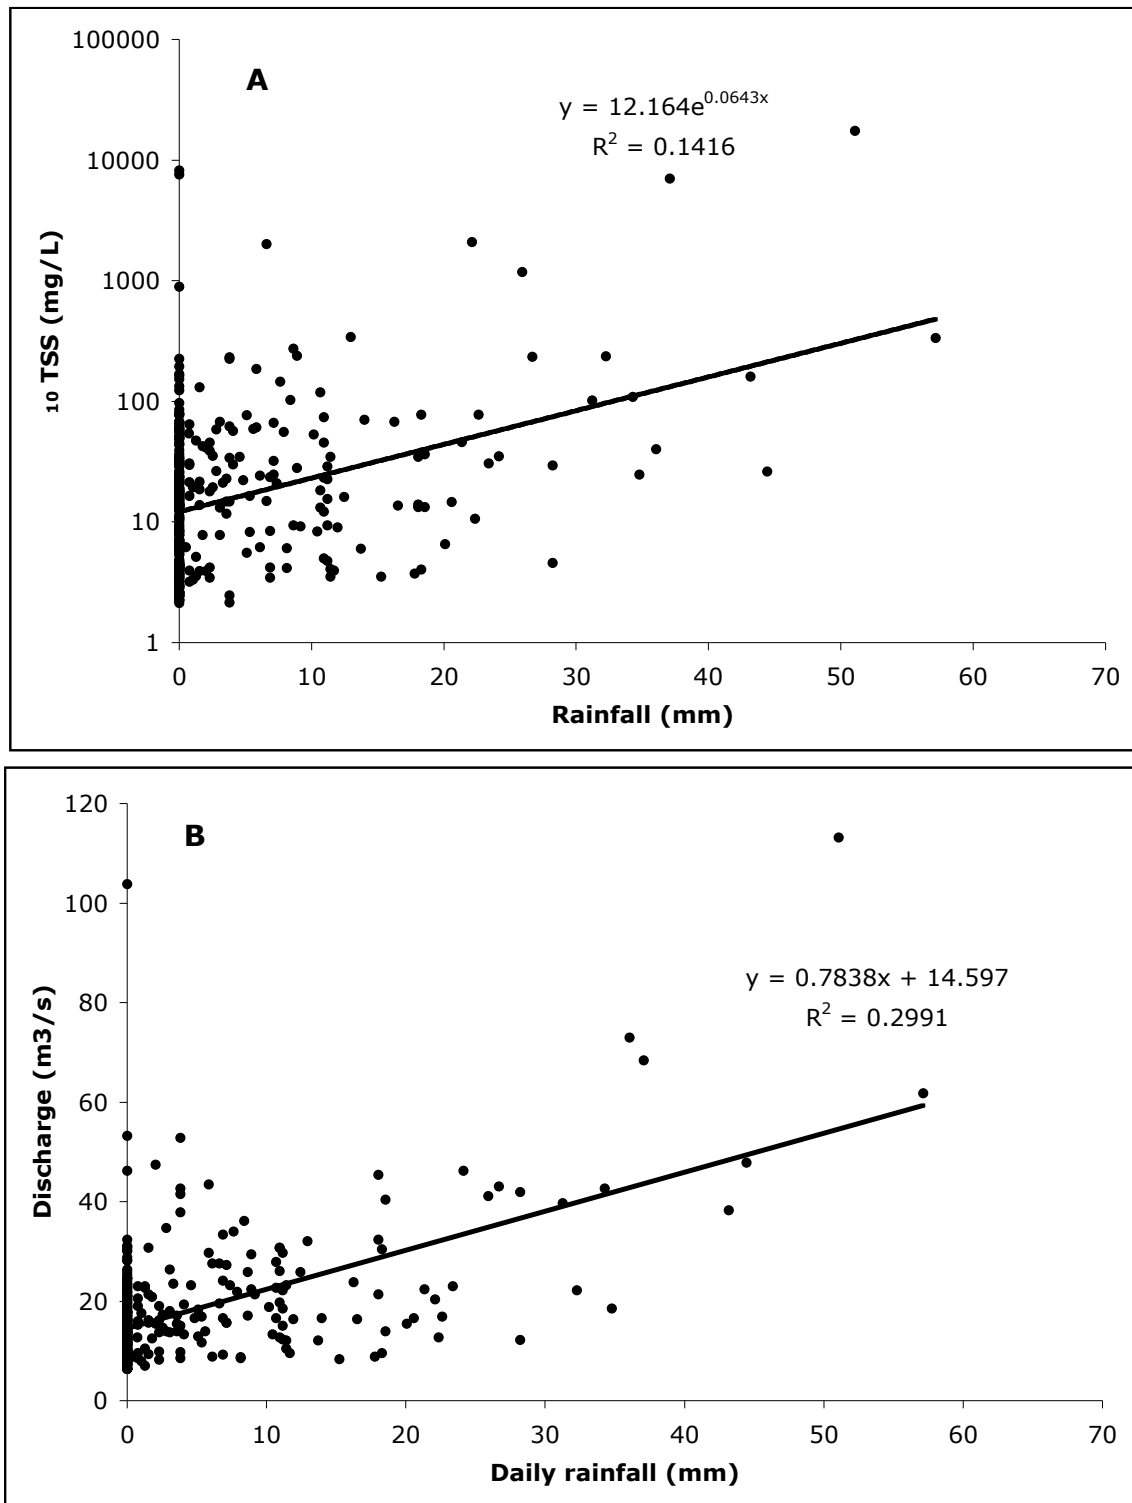 A
y = 12.164e^0.0643x
R² = 0.1416
100000
10000
1000
100
10
1
10 TSS (mg/L)
0 10 20 30 40 50 60 70
Rainfall (mm)
B
y = 0.7838x + 14.597
R² = 0.2991
120
100
80
60
40
20
0
Discharge (m3/s)
0 10 20 30 40 50 60 70
Daily rainfall (mm)